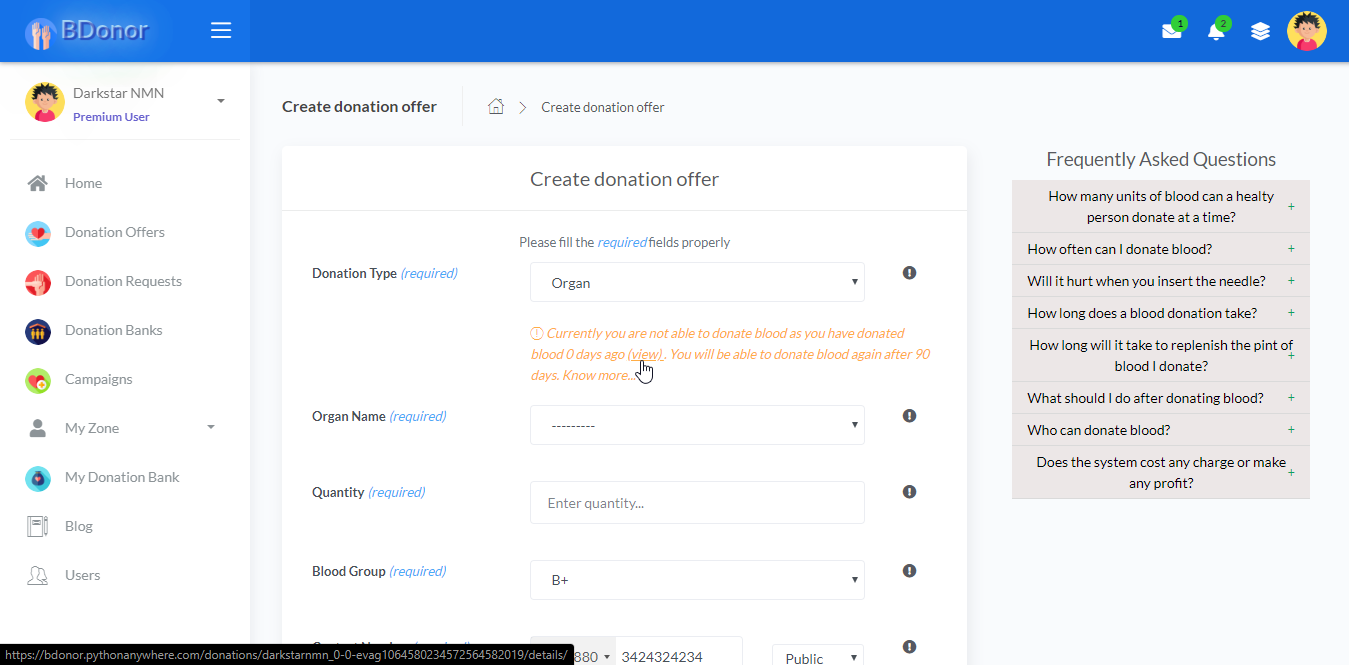 BDonor
1
2
Darkstar NMN
Premium User
Home
Donation Offers
Donation Requests
Donation Banks
Campaigns
My Zone
My Donation Bank
Blog
Users
Create donation offer
Create donation offer
Create donation offer
Please fill the required fields properly
Donation Type (required)
Organ
Currently you are not able to donate blood as you have donated
blood 0 days ago (view) . You will be able to donate blood again after 90
days. Know more...
Organ Name (required)
---------
Quantity (required)
Enter quantity...
Blood Group (required)
B+
880
3424324234
Public
Frequently Asked Questions
How many units of blood can a healty
person donate at a time?
+
How often can I donate blood?
+
Will it hurt when you insert the needle?
+
How long does a blood donation take?
+
How long will it take to replenish the pint of
blood I donate?
+
What should I do after donating blood?
+
Who can donate blood?
+
Does the system cost any charge or make
any profit?
+
https://bdonor.pythonanywhere.com/donations/darkstarnmn_0-0-evag1064580234572564582019/details/